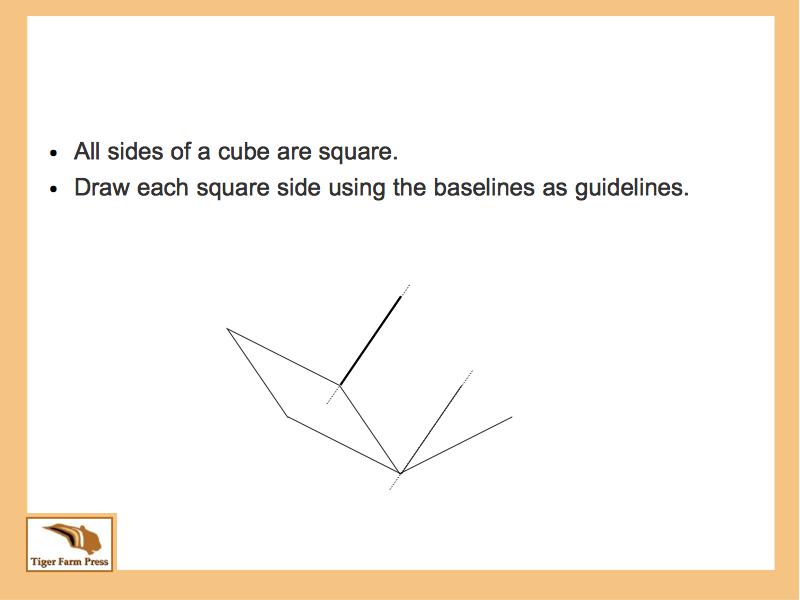 • All sides of a cube are square.
• Draw each square side using the baselines as guidelines.
Tiger Farm Press